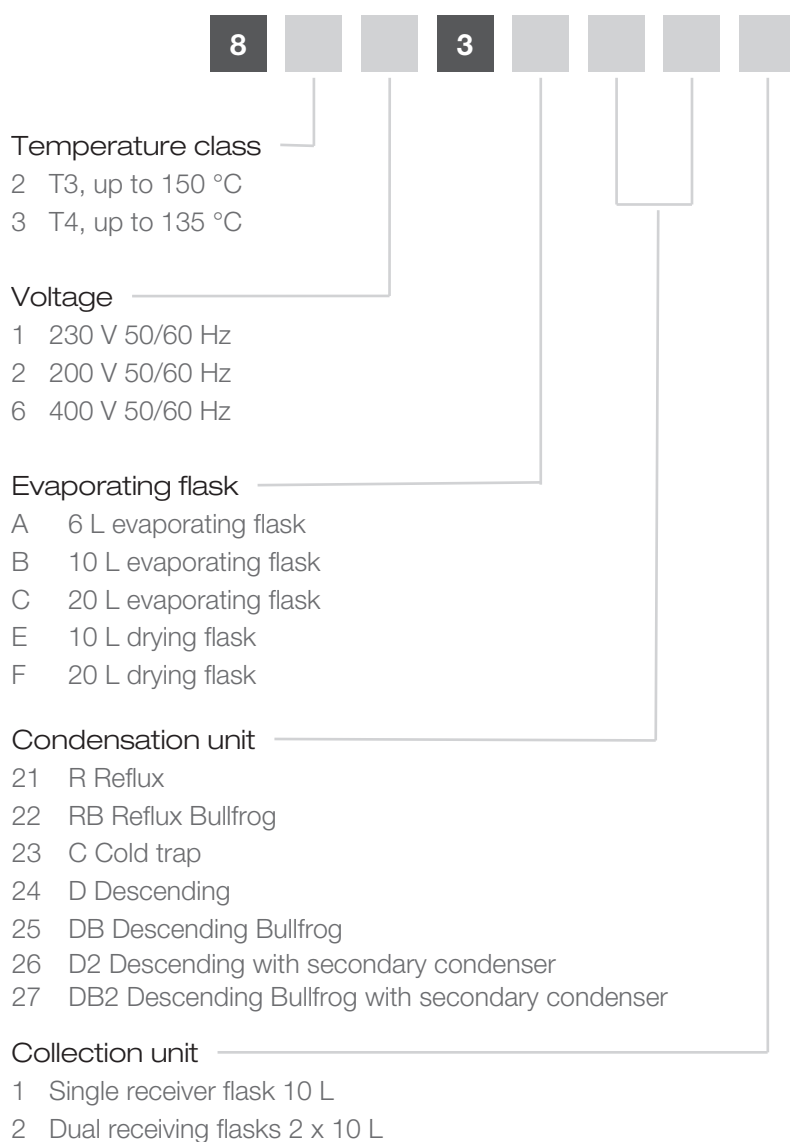 8 3
Temperature class
2 T3, up to 150 °C
3 T4, up to 135 °C
Voltage
1 230 V 50/60 Hz
2 200 V 50/60 Hz
6 400 V 50/60 Hz
Evaporating flask
A 6 L evaporating flask
B 10 L evaporating flask
C 20 L evaporating flask
E 10 L drying flask
F 20 L drying flask
Condensation unit
21 R Reflux
22 RB Reflux Bullfrog
23 C Cold trap
24 D Descending
25 DB Descending Bullfrog
26 D2 Descending with secondary condenser
27 DB2 Descending Bullfrog with secondary condenser
Collection unit
1 Single receiver flask 10 L
2 Dual receiving flasks 2 x 10 L